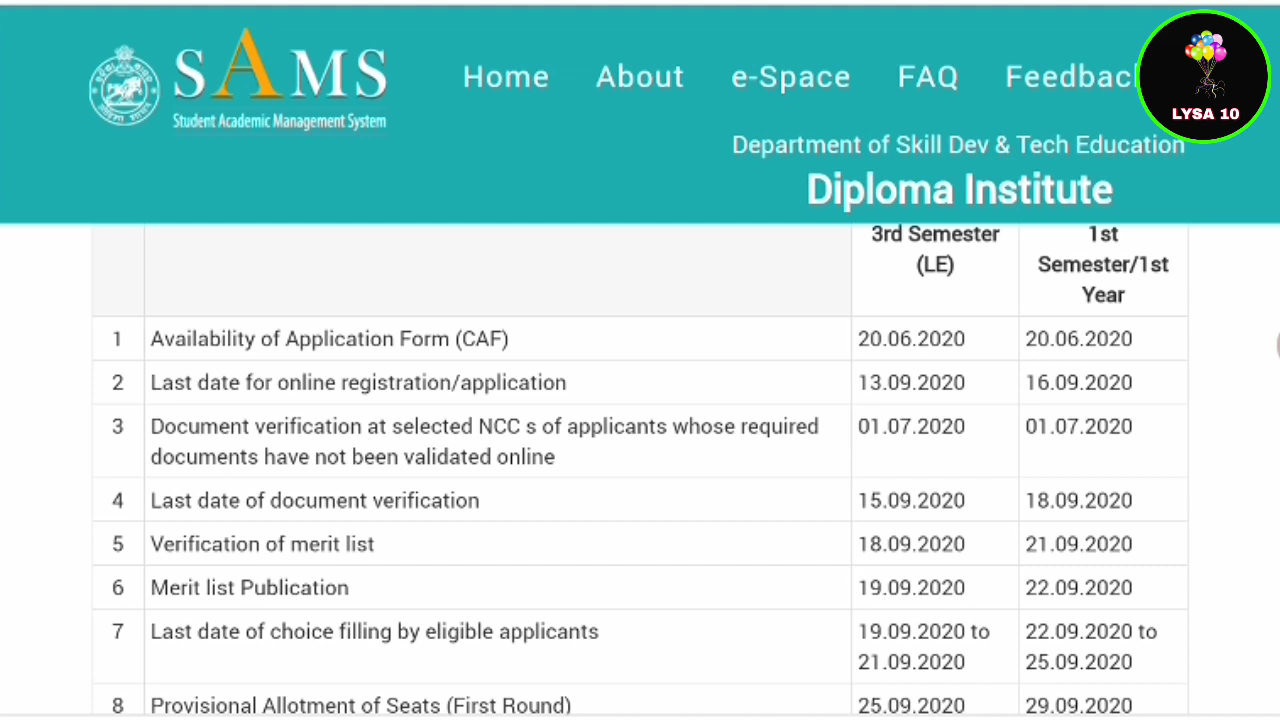 SAMS
Student Academic Management System
Home About e-Space FAQ Feedbac
LYSA 10
Department of Skill Dev & Tech Education
Diploma Institute
3rd Semester (LE)
1st Semester/1st Year
1 Availability of Application Form (CAF) 20.06.2020 20.06.2020
2 Last date for online registration/application 13.09.2020 16.09.2020
3 Document verification at selected NCC s of applicants whose required 01.07.2020 01.07.2020
documents have not been validated online
4 Last date of document verification 15.09.2020 18.09.2020
5 Verification of merit list 18.09.2020 21.09.2020
6 Merit list Publication 19.09.2020 22.09.2020
7 Last date of choice filling by eligible applicants 19.09.2020 to 22.09.2020 to
21.09.2020 25.09.2020
8 Provisional Allotment of Seats (First Round) 25.09.2020 29.09.2020